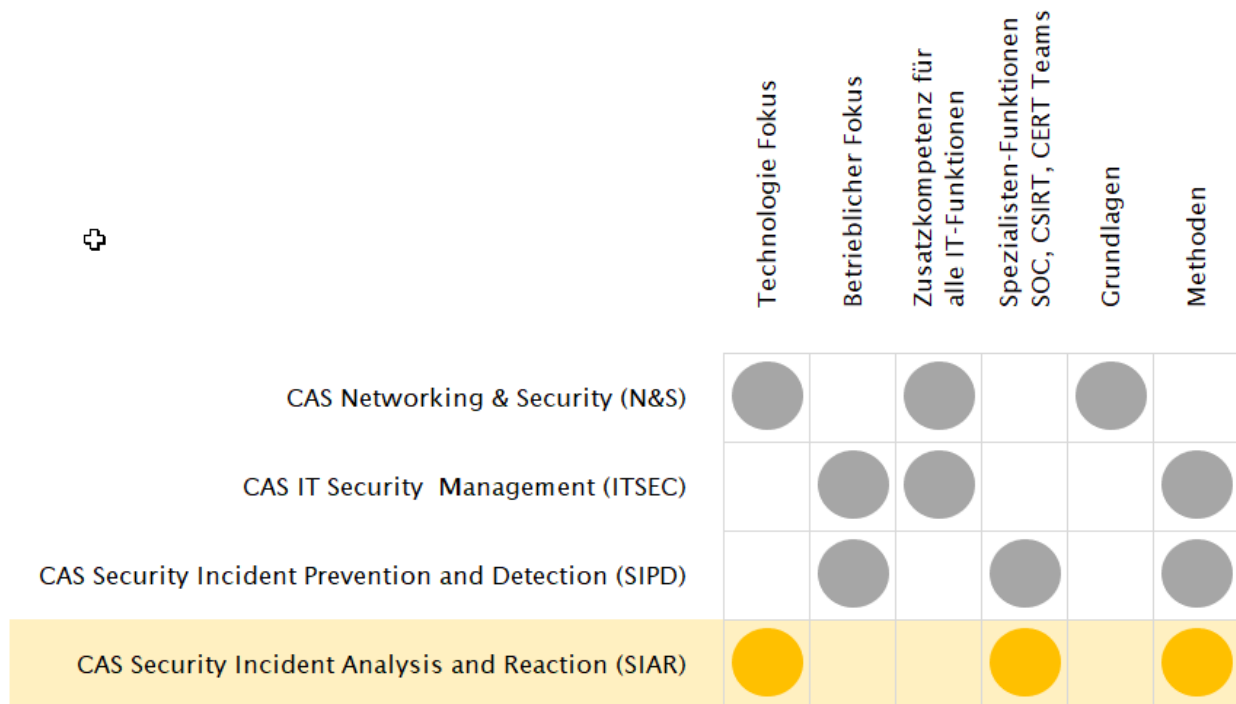 Technologie Fokus
Betrieblicher Fokus
Zusatzkompetenz für
alle IT-Funktionen
Spezialisten-Funktionen
SOC, CSIRT, CERT Teams
Grundlagen
Methoden
CAS Networking & Security (N&S)
CAS IT Security Management (ITSEC)
CAS Security Incident Prevention and Detection (SIPD)
CAS Security Incident Analysis and Reaction (SIAR)